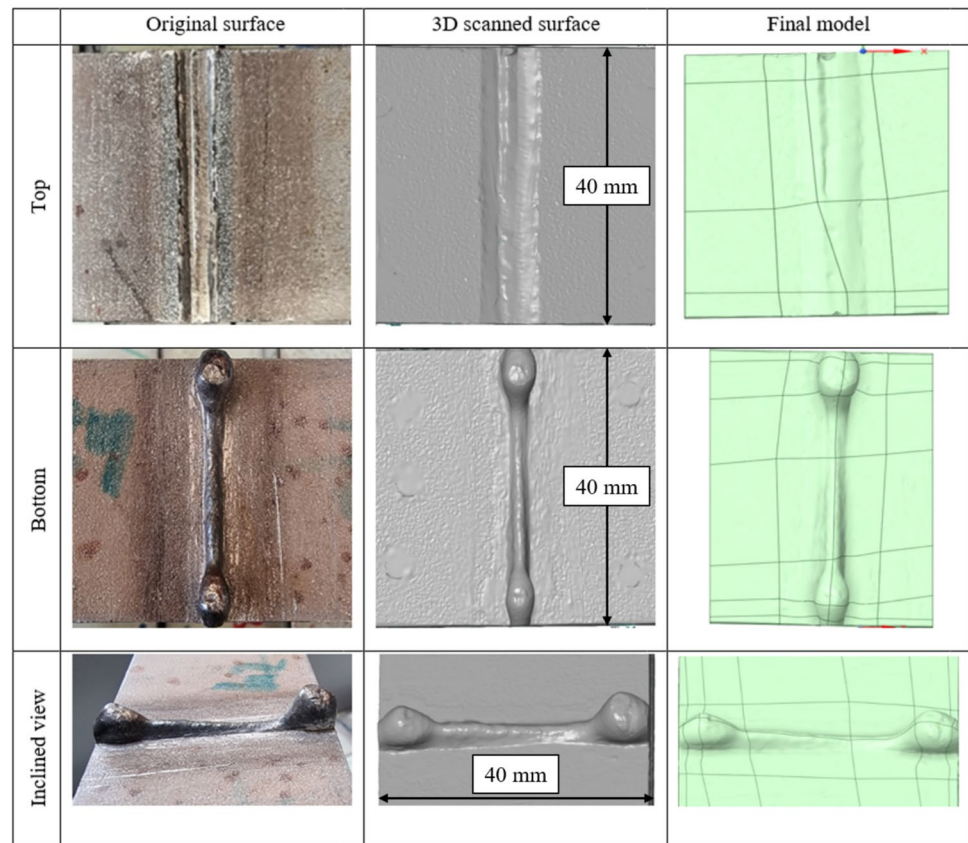 Original surface
3D scanned surface
Final model
Top
40 mm
x
Bottom
40 mm
Inclined view
40 mm